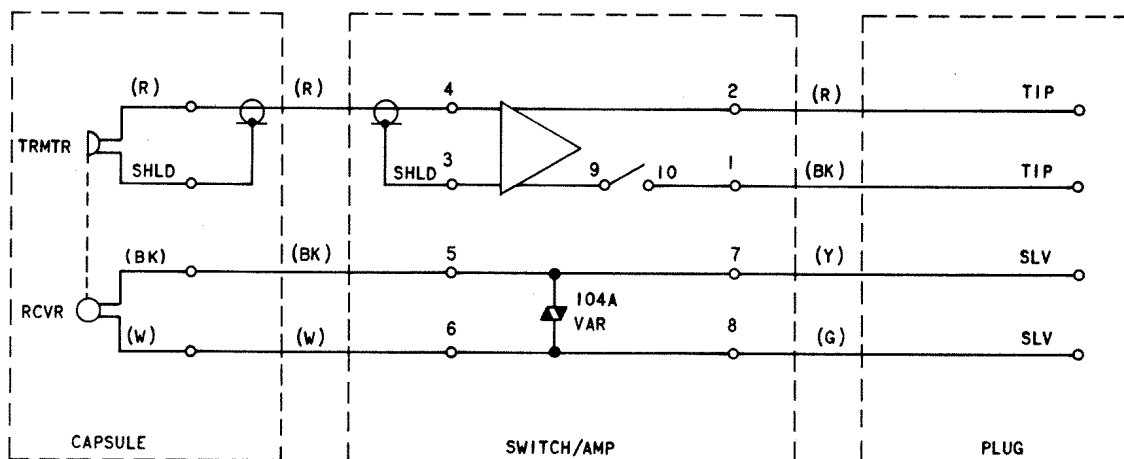 (R) (R) 4 2 (R) TIP
TRMTR
SHLD SHLD 3 9 10 1 (BK) TIP
(BK) (BK) 5 7 (Y) SLV
RCVR 104A
VAR
(W) (W) 6 8 (G) SLV
CAPSULE SWITCH/AMP PLUG